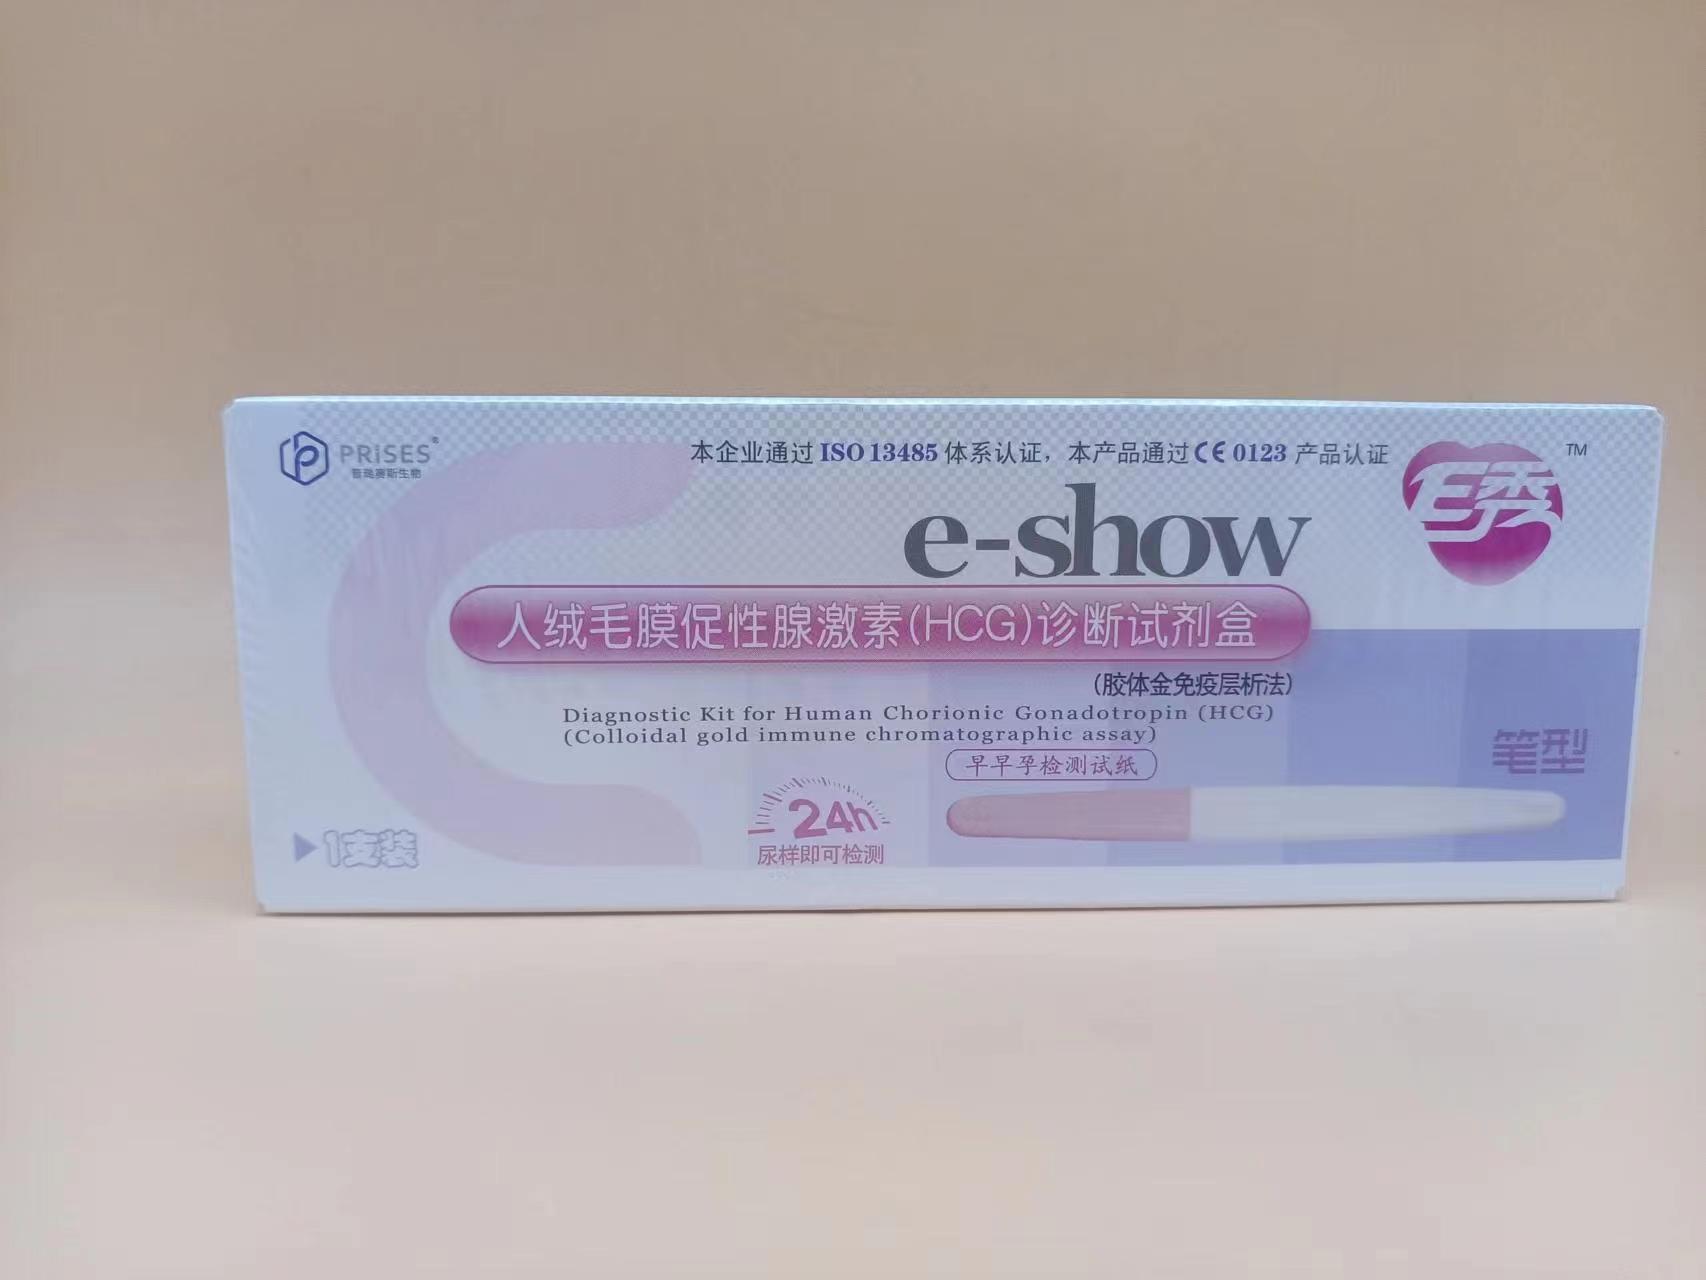 PRISES®
普瑞赛斯生物
本企业通过 ISO 13485 体系认证，本产品通过 CE 0123 产品认证
E秀 TM
e-show
人绒毛膜促性腺激素(HCG)诊断试剂盒
(胶体金免疫层析法)
Diagnostic Kit for Human Chorionic Gonadotropin (HCG)
(Colloidal gold immune chromatographic assay)
早早孕检测试纸
笔型
24h
尿样即可检测
1支装